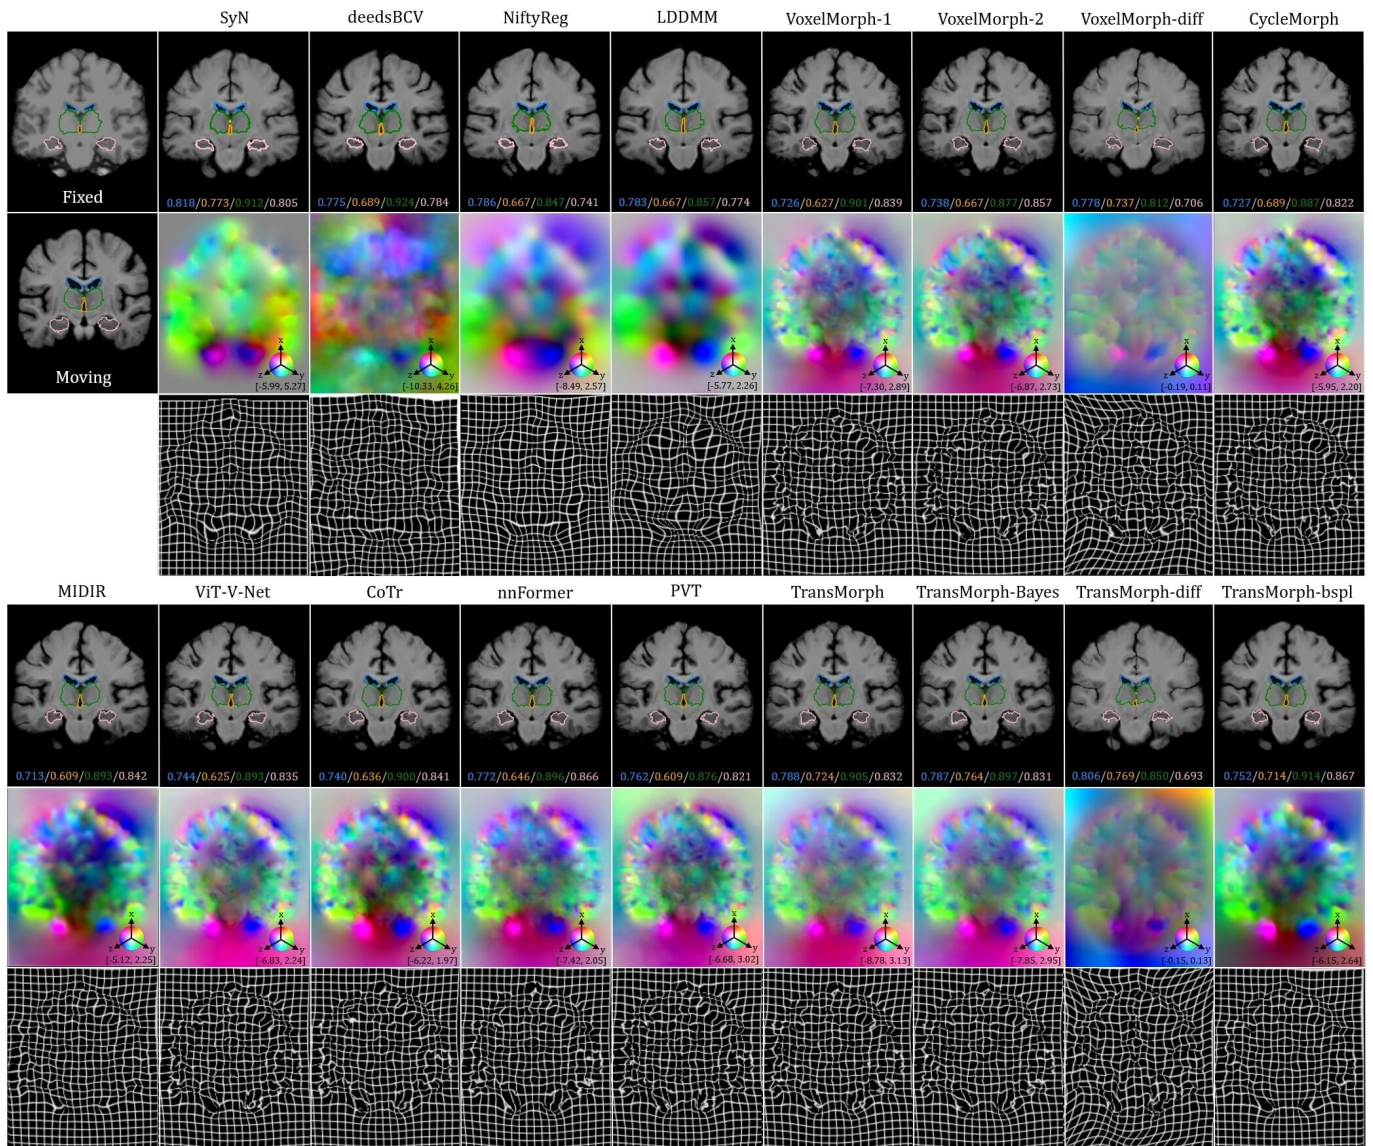 SyN deedsBCV NiftyReg LDDMM VoxelMorph-1 VoxelMorph-2 VoxelMorph-diff CycleMorph
Fixed
0.818/0.773/0.912/0.805 0.775/0.689/0.924/0.784 0.786/0.667/0.847/0.741 0.783/0.667/0.857/0.774 0.726/0.627/0.901/0.839 0.738/0.667/0.877/0.857 0.778/0.737/0.812/0.706 0.727/0.689/0.887/0.822
Moving
x x x x x x x x
z y z y z y z y z y z y z y z y
[-5.99, 5.27] [-10.33, 4.26] [-8.49, 2.57] [-5.77, 2.26] [-7.30, 2.89] [-6.87, 2.73] [-0.19, 0.11] [-5.95, 2.20]
MIDIR ViT-V-Net CoTr nnFormer PVT TransMorph TransMorph-Bayes TransMorph-diff TransMorph-bspl
0.713/0.609/0.893/0.842 0.744/0.625/0.893/0.835 0.740/0.636/0.900/0.841 0.772/0.646/0.896/0.866 0.762/0.609/0.876/0.821 0.788/0.724/0.905/0.832 0.787/0.764/0.897/0.831 0.806/0.769/0.850/0.693 0.752/0.714/0.914/0.867
x x x x x x x x x
z y z y z y z y z y z y z y z y z y
[-5.12, 2.25] [-6.83, 2.24] [-6.22, 1.97] [-7.42, 2.05] [-6.68, 3.02] [-8.78, 3.13] [-7.85, 2.95] [-0.15, 0.13] [-6.15, 2.64]